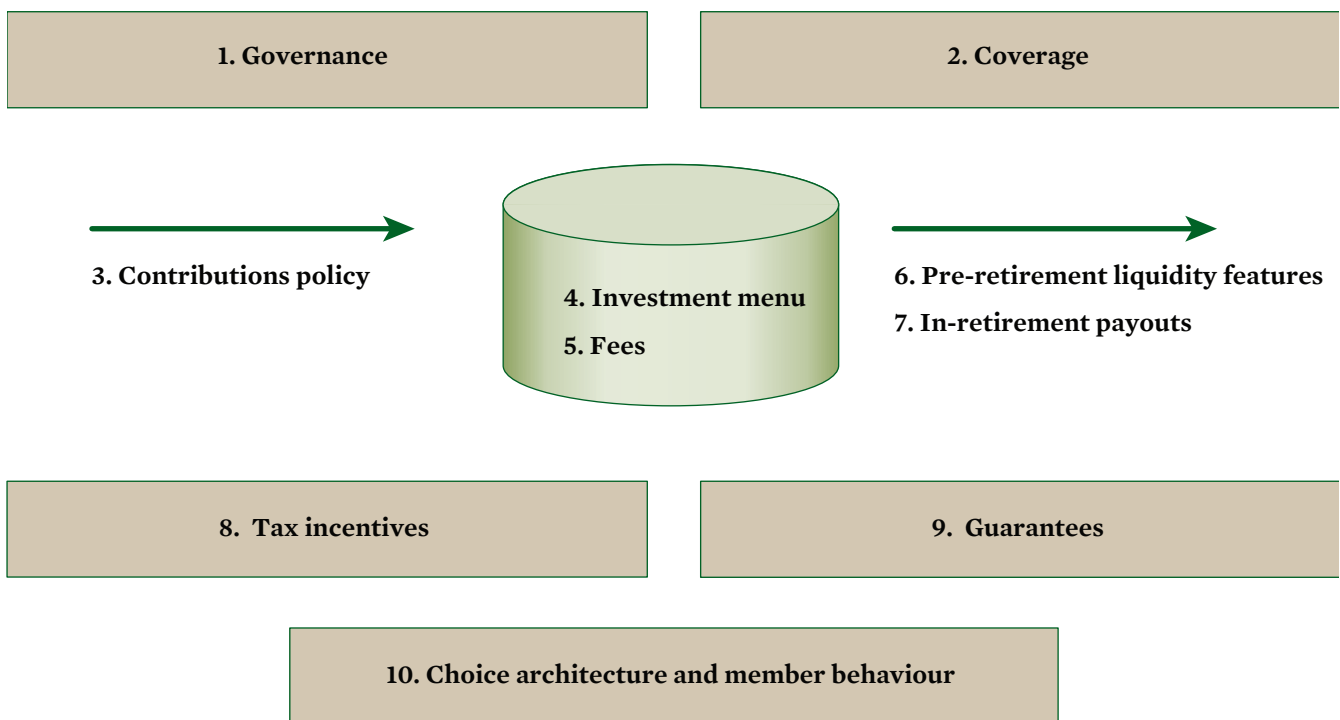 1. Governance
2. Coverage
3. Contributions policy
4. Investment menu
5. Fees
6. Pre-retirement liquidity features
7. In-retirement payouts
8. Tax incentives
9. Guarantees
10. Choice architecture and member behaviour